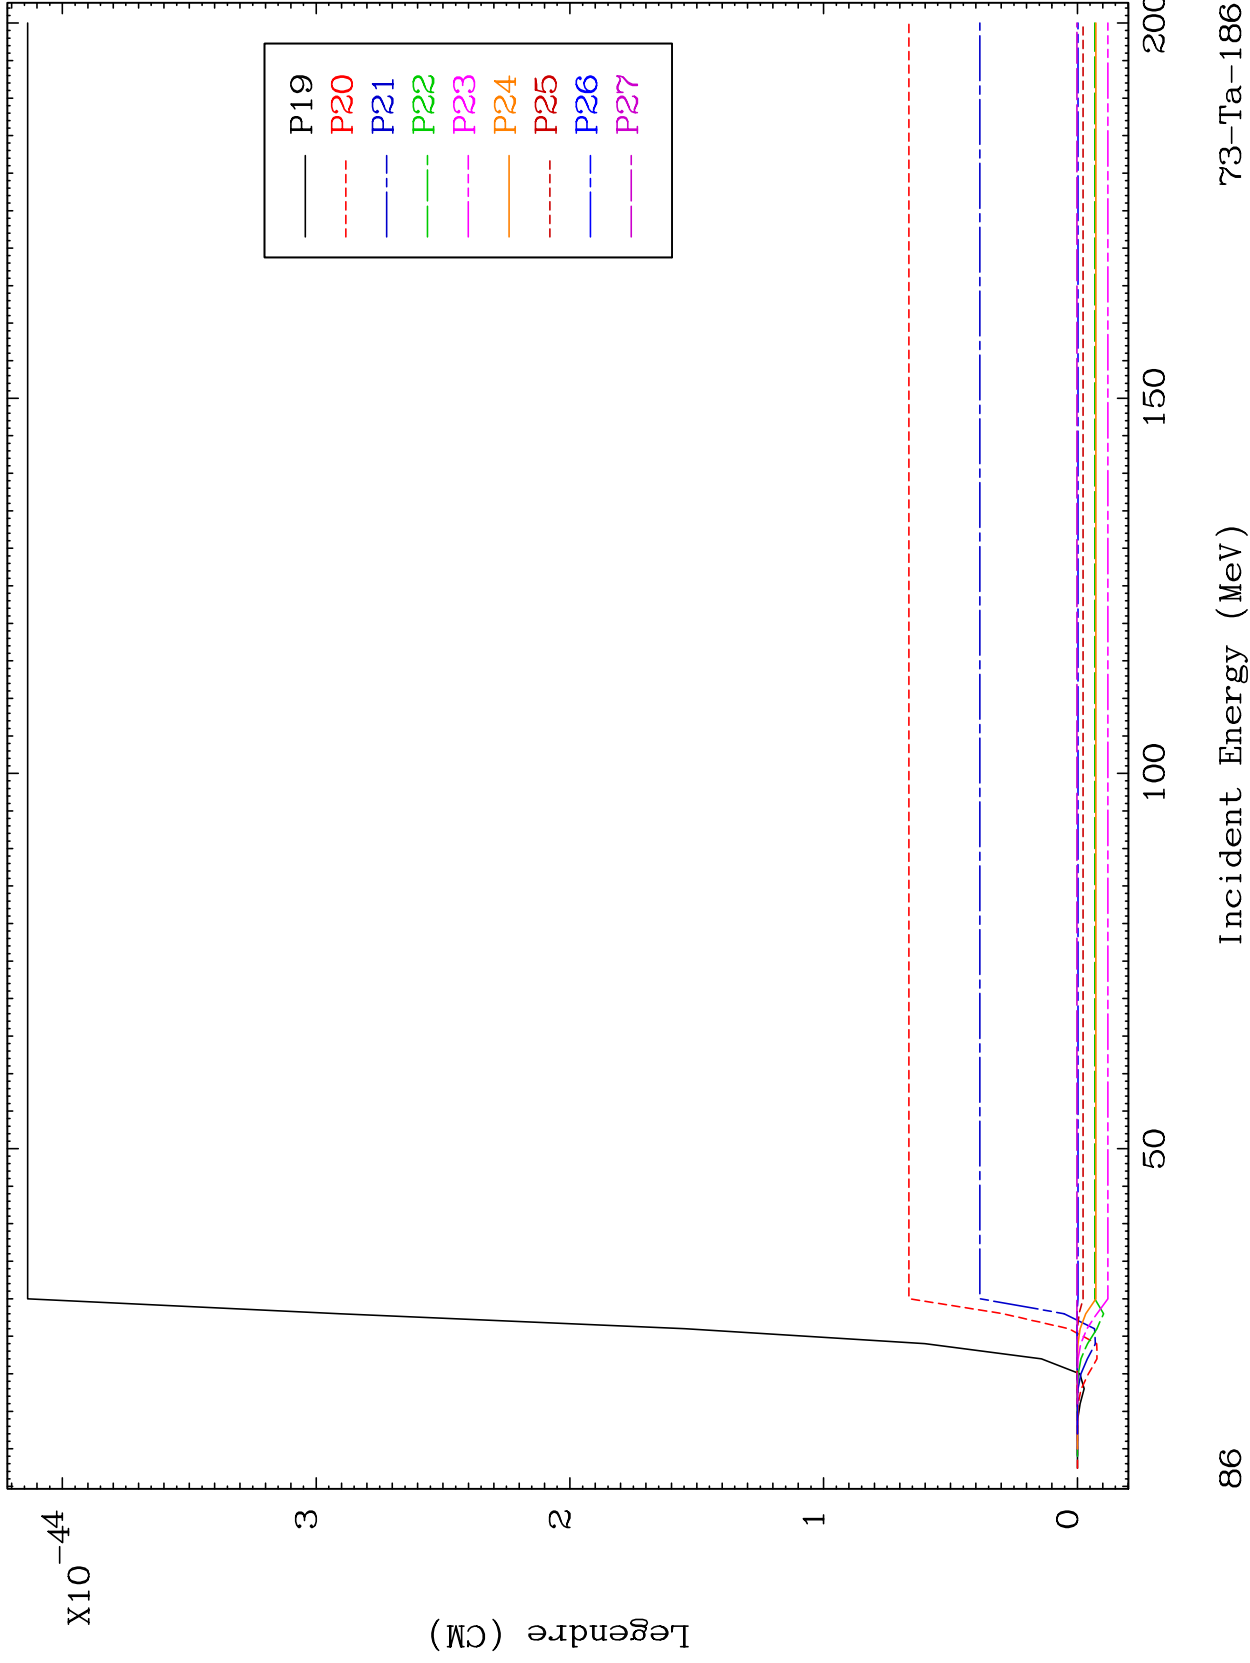 X10-44
4
3
2
1
0
Legendre (CM)
P19
P20
P21
P22
P23
P24
P25
P26
P27
50
100
150
200
86
Incident Energy (MeV)
73-Ta-186